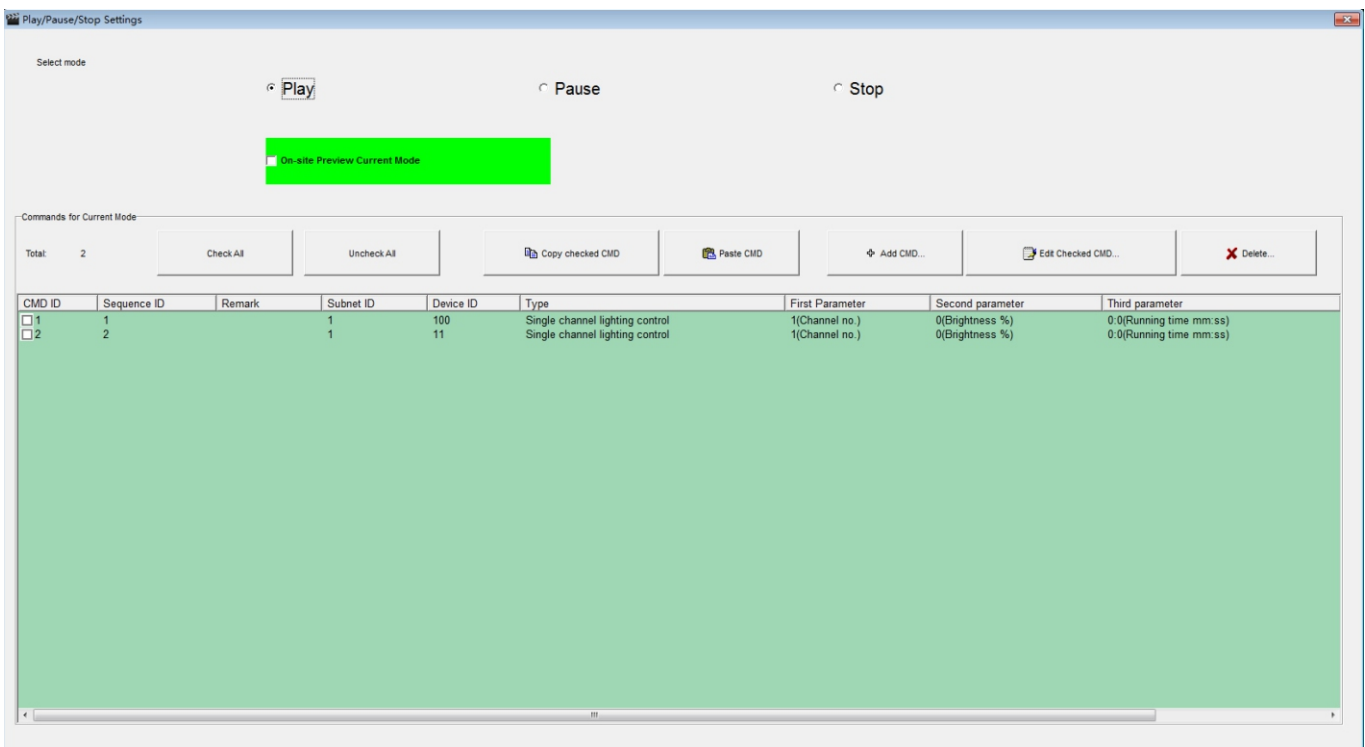 Play/Pause/Stop Settings
Select mode
Play Pause Stop
On-site Preview Current Mode
Commands for Current Mode
Total: 2 Check All Uncheck All Copy checked CMD Paste CMD Add CMD... Edit Checked CMD... Delete...
CMD ID Sequence ID Remark Subnet ID Device ID Type First Parameter Second parameter Third parameter
1 1 1 100 Single channel lighting control 1(Channel no.) 0(Brightness %) 0:0(Running time mm:ss)
2 2 1 11 Single channel lighting control 1(Channel no.) 0(Brightness %) 0:0(Running time mm:ss)